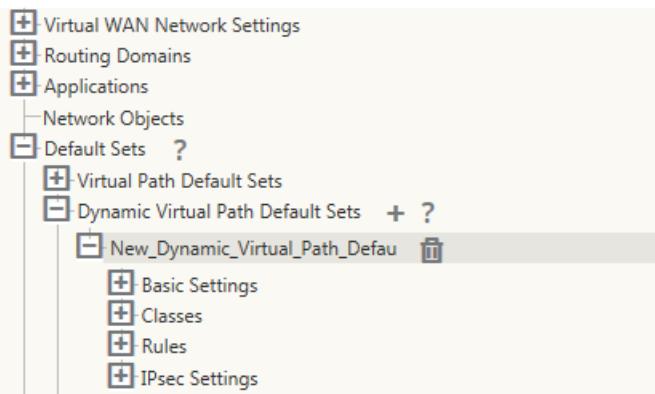 Virtual WAN Network Settings
Routing Domains
Applications
Network Objects
Default Sets ?
Virtual Path Default Sets
Dynamic Virtual Path Default Sets + ?
New_Dynamic_Virtual_Path_Defau
Basic Settings
Classes
Rules
IPsec Settings